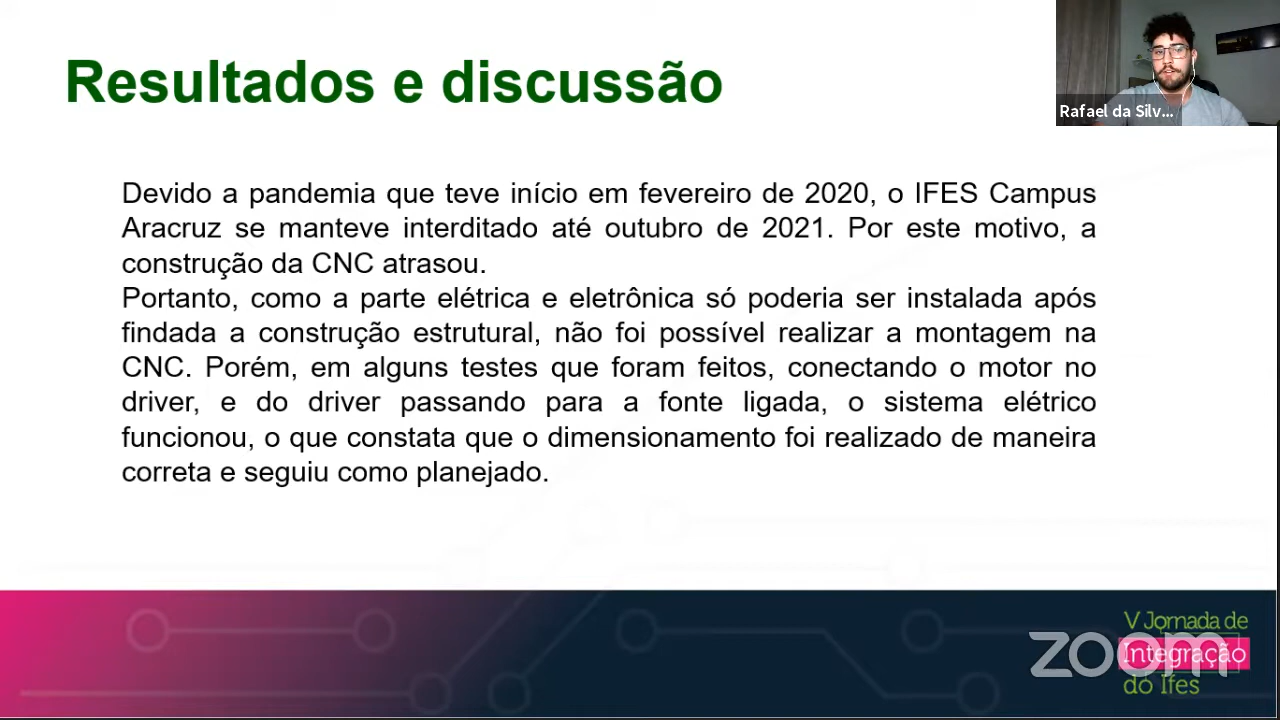 Resultados e discussão
Rafael da Silv...
Devido a pandemia que teve início em fevereiro de 2020, o IFES Campus
Aracruz se manteve interditado até outubro de 2021. Por este motivo, a
construção da CNC atrasou.
Portanto, como a parte elétrica e eletrônica só poderia ser instalada após
findada a construção estrutural, não foi possível realizar a montagem na
CNC. Porém, em alguns testes que foram feitos, conectando o motor no
driver, e do driver passando para a fonte ligada, o sistema elétrico
funcionou, o que constata que o dimensionamento foi realizado de maneira
correta e seguiu como planejado.
V Jornada de
Integração
do Ifes
zoom